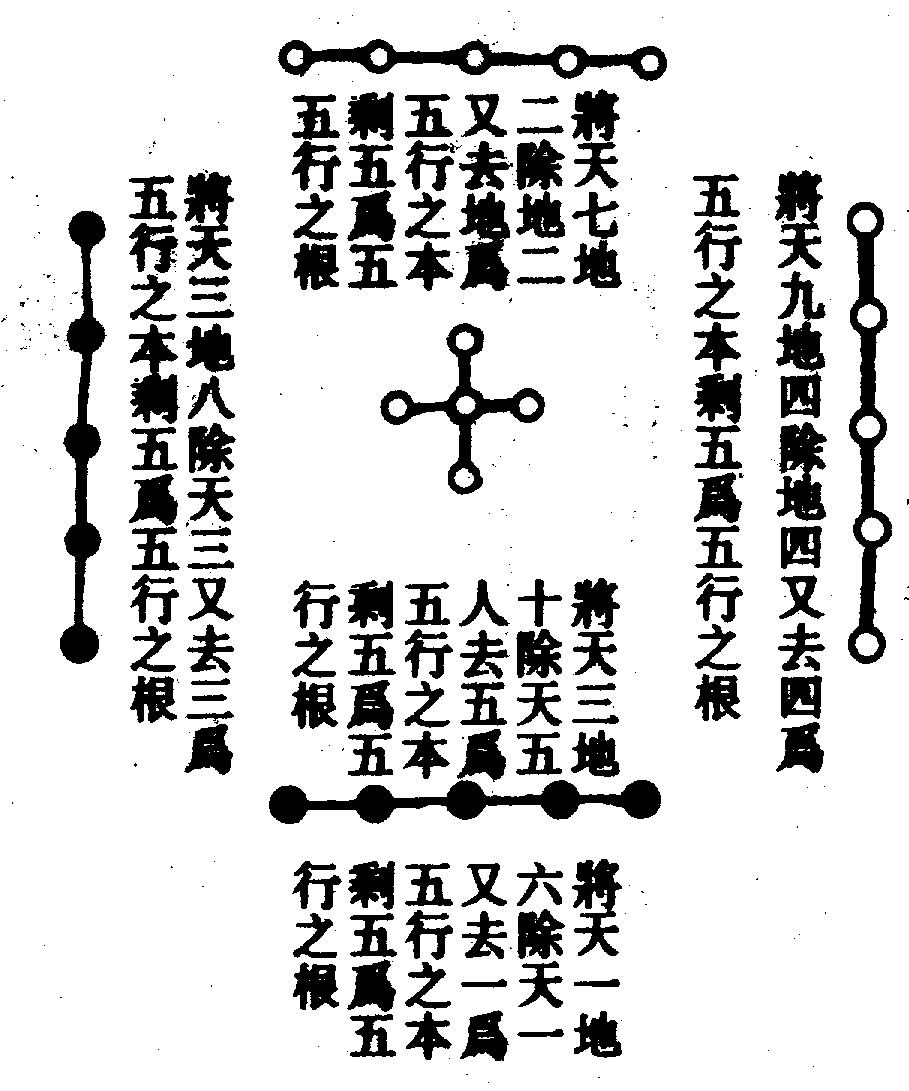 將天七地
二除地二
又去地爲
五行之本
剩五爲五
五行之根
將天九地四除地四又去四爲
五行之本剩五爲五行之根
將天三地
十除天五
人去五爲
五行之本
剩五爲五
行之根
將天三地八除天三又去三爲
五行之本剩五爲五行之根
將天一地
六除天一
又去一爲
五行之本
剩五爲五
行之根